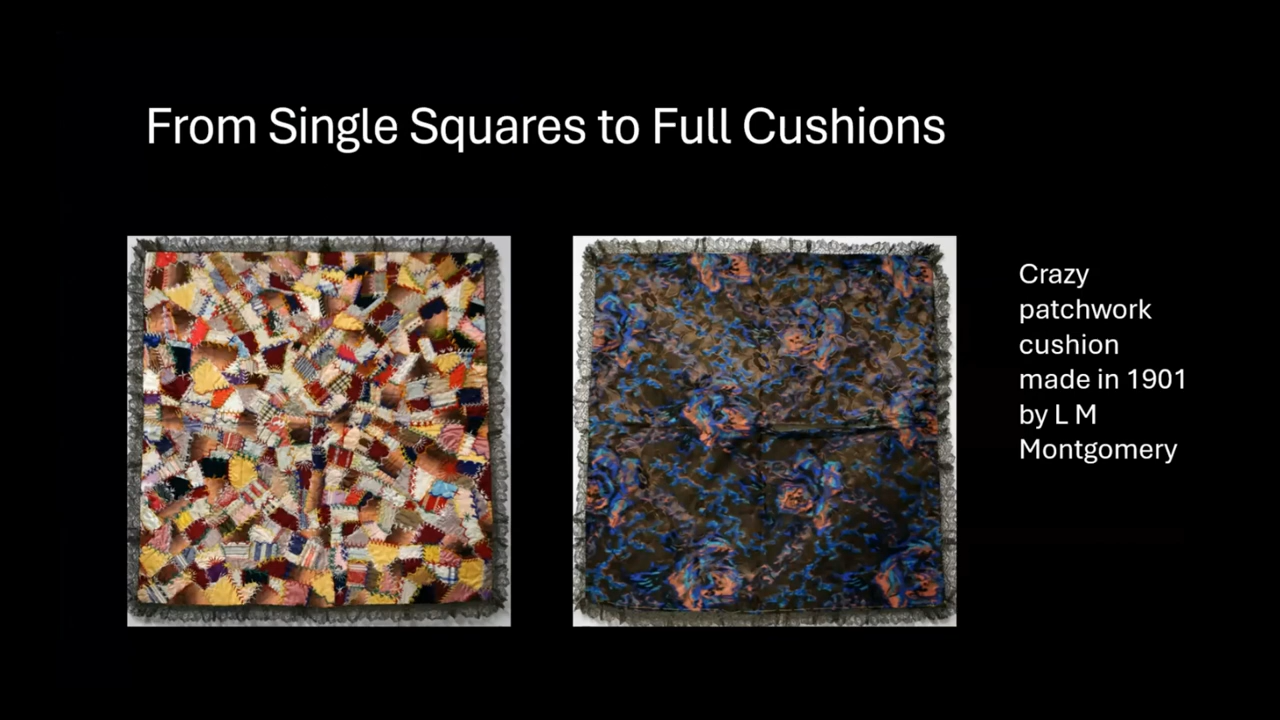 From Single Squares to Full Cushions
Crazy
patchwork
cushion
made in 1901
by L M
Montgomery